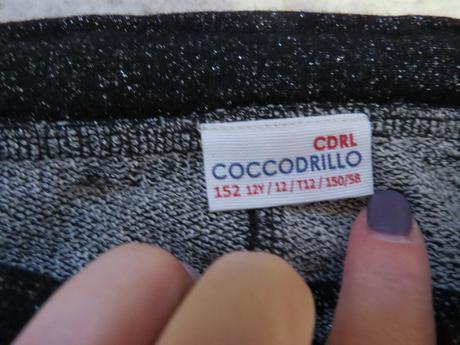 CDRL
COCCODRILLO
152 12Y / 12 / T12 / 150/58